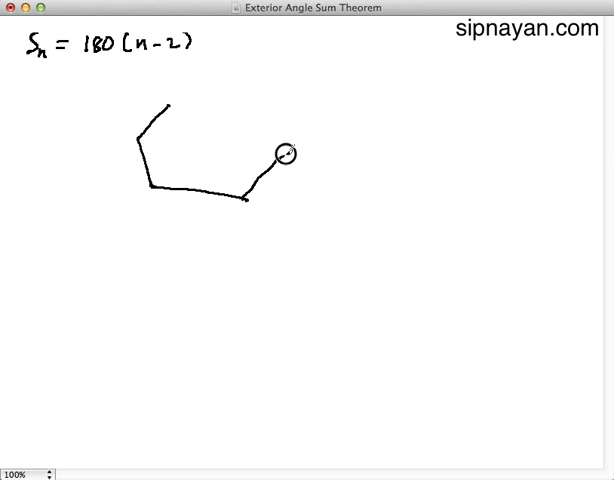 Exterior Angle Sum Theorem
sipnayan.com
Sn = 180 (n - 2)
100%